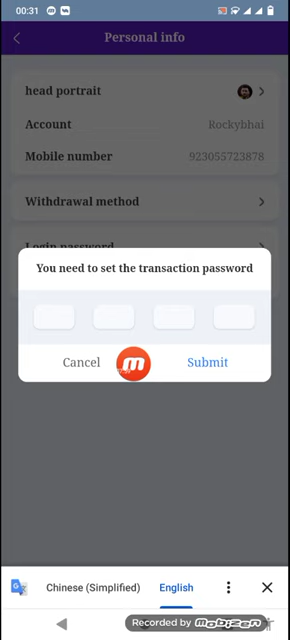 00:31
Personal info
head portrait
Account Rockybhai
Mobile number 923055723878
Withdrawal method
Login password
You need to set the transaction password
Cancel Submit
Chinese (Simplified) English
Recorded by MOBIZEN